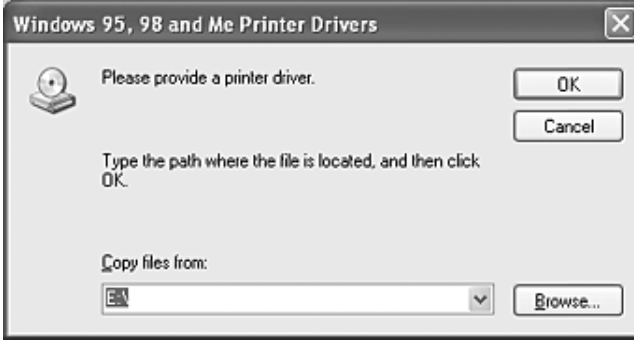 Windows 95, 98 and Me Printer Drivers
Please provide a printer driver.
OK
Cancel
Type the path where the file is located, and then click
OK.
Copy files from:
E:\
Browse...